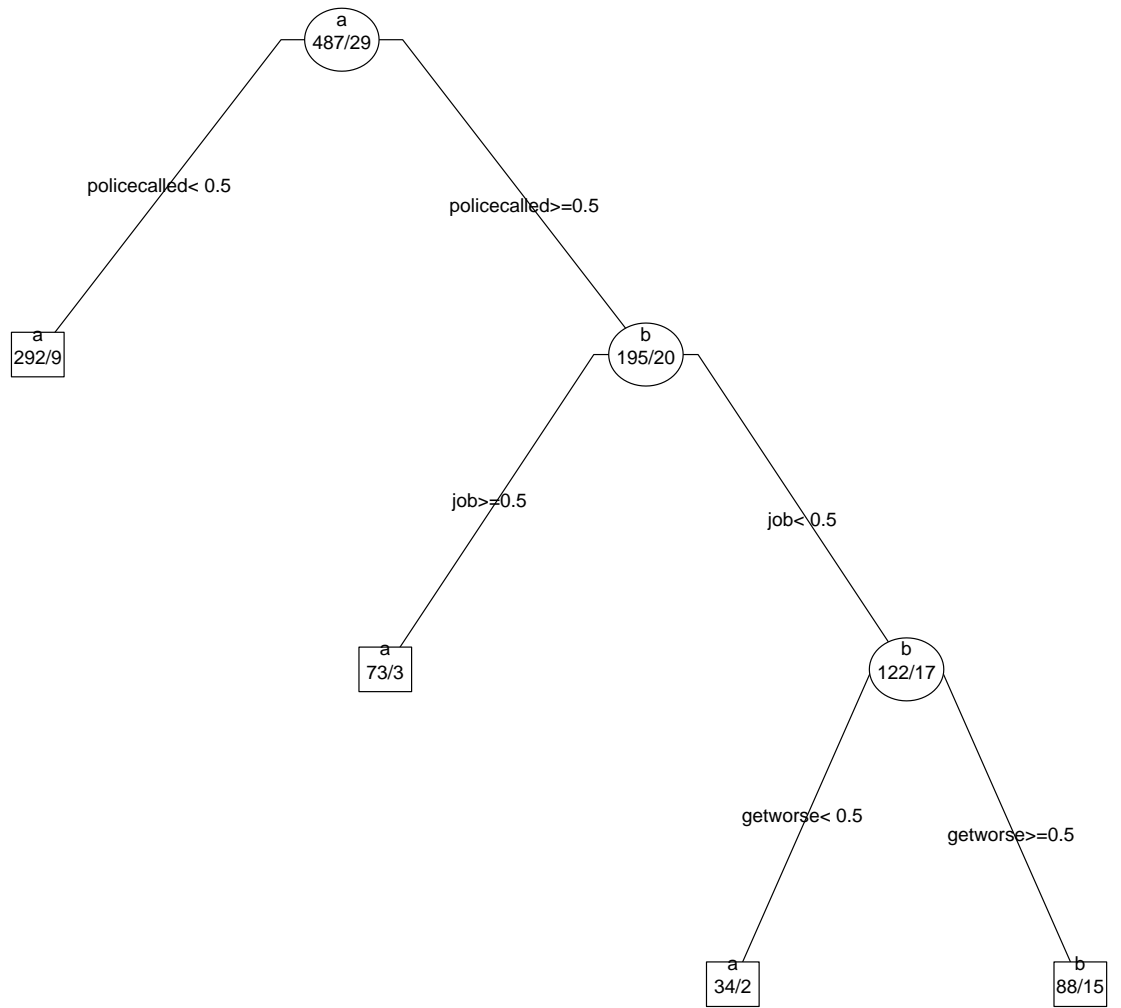 a
487/29
policecalled< 0.5
policecalled>=0.5
a
292/9
b
195/20
job>=0.5
job< 0.5
a
73/3
b
122/17
getworse< 0.5
getworse>=0.5
a
34/2
b
88/15